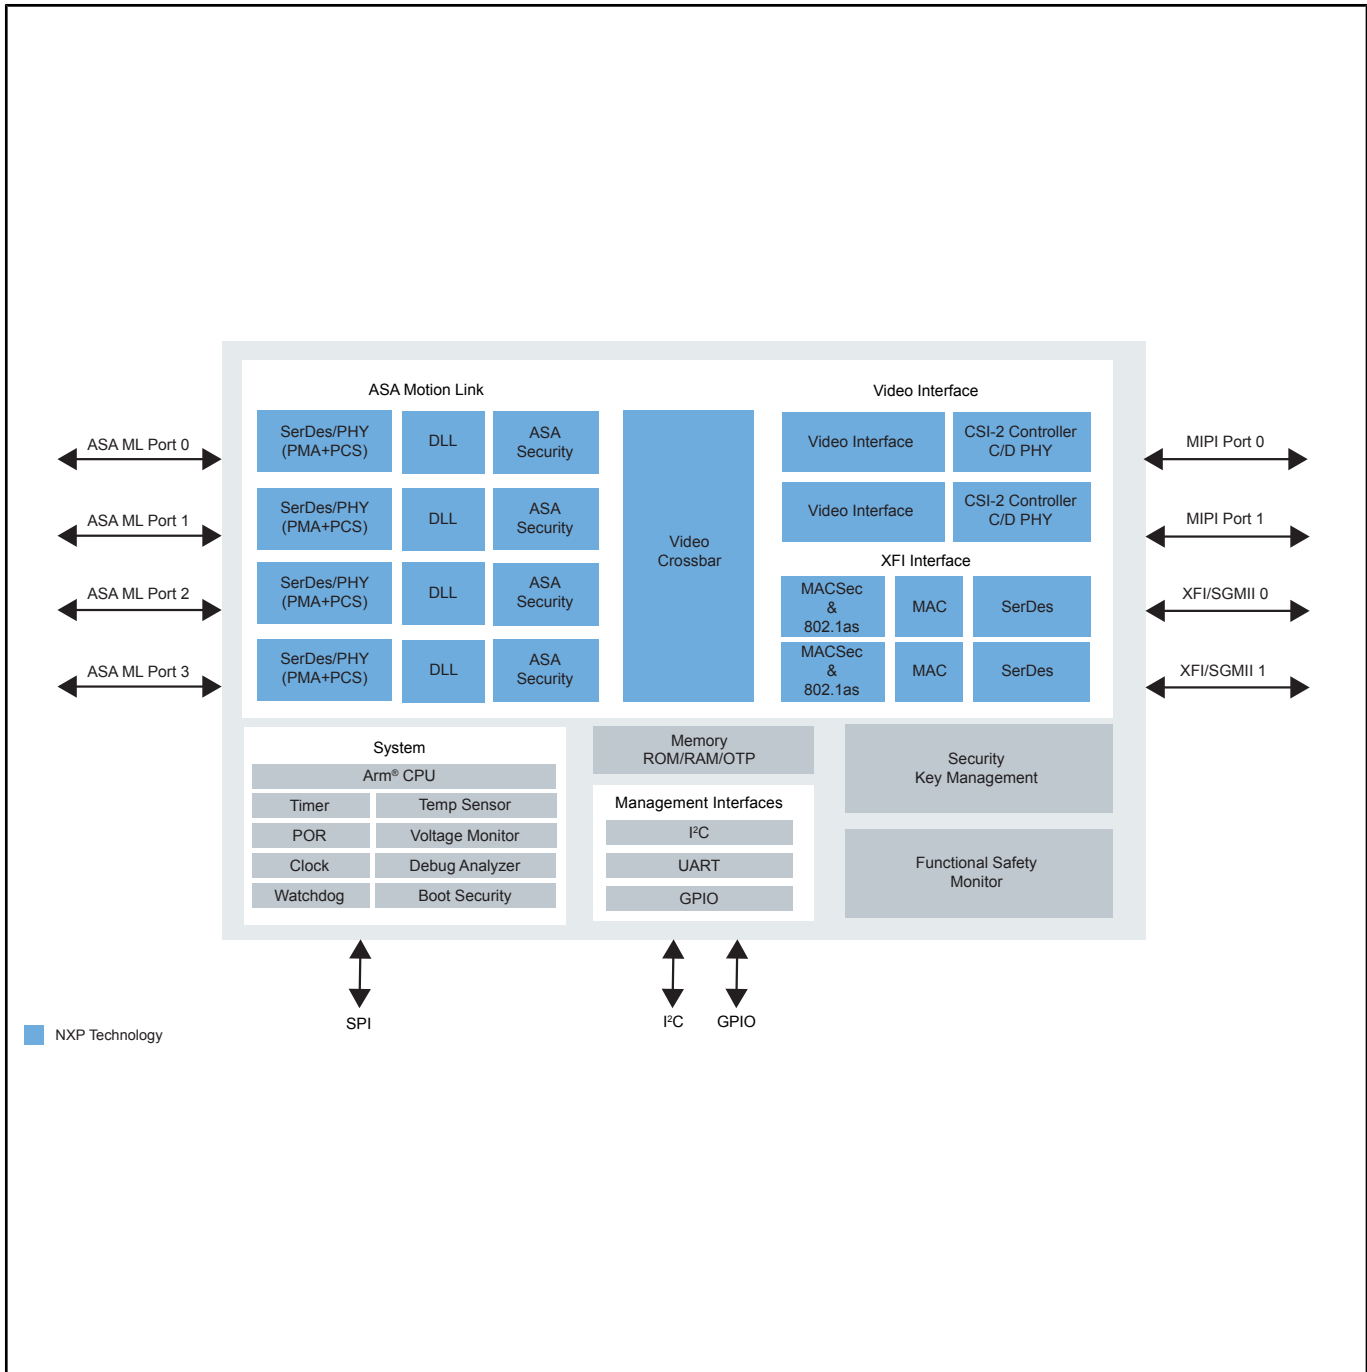 ASA Motion Link
Video Interface
ASA ML Port 0
SerDes/PHY
(PMA+PCS)
DLL
ASA
Security
Video Interface
CSI-2 Controller
C/D PHY
MIPI Port 0
ASA ML Port 1
SerDes/PHY
(PMA+PCS)
DLL
ASA
Security
Video
Crossbar
Video Interface
CSI-2 Controller
C/D PHY
MIPI Port 1
XFI Interface
ASA ML Port 2
SerDes/PHY
(PMA+PCS)
DLL
ASA
Security
MACSec
&
802.1as
MAC
SerDes
XFI/SGMII 0
ASA ML Port 3
SerDes/PHY
(PMA+PCS)
DLL
ASA
Security
MACSec
&
802.1as
MAC
SerDes
XFI/SGMII 1
System
Arm® CPU
Timer
Temp Sensor
POR
Voltage Monitor
Clock
Debug Analyzer
Watchdog
Boot Security
Memory
ROM/RAM/OTP
Management Interfaces
I²C
UART
GPIO
Security
Key Management
Functional Safety
Monitor
SPI
I²C
GPIO
NXP Technology